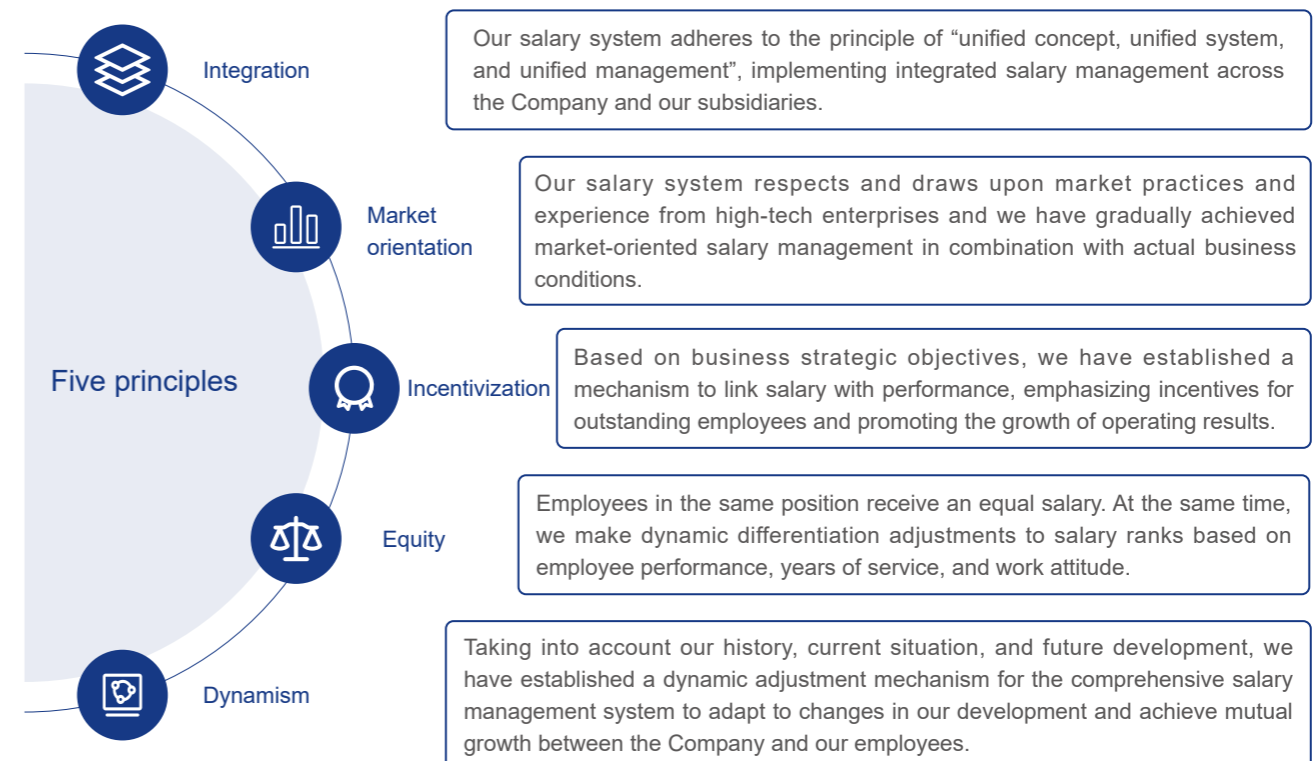 Integration
Our salary system adheres to the principle of “unified concept, unified system,
and unified management”, implementing integrated salary management across
the Company and our subsidiaries.
Market
orientation
Our salary system respects and draws upon market practices and
experience from high-tech enterprises and we have gradually achieved
market-oriented salary management in combination with actual business
conditions.
Five principles
Incentivization
Based on business strategic objectives, we have established a
mechanism to link salary with performance, emphasizing incentives for
outstanding employees and promoting the growth of operating results.
Equity
Employees in the same position receive an equal salary. At the same time,
we make dynamic differentiation adjustments to salary ranks based on
employee performance, years of service, and work attitude.
Dynamism
Taking into account our history, current situation, and future development, we
have established a dynamic adjustment mechanism for the comprehensive salary
management system to adapt to changes in our development and achieve mutual
growth between the Company and our employees.